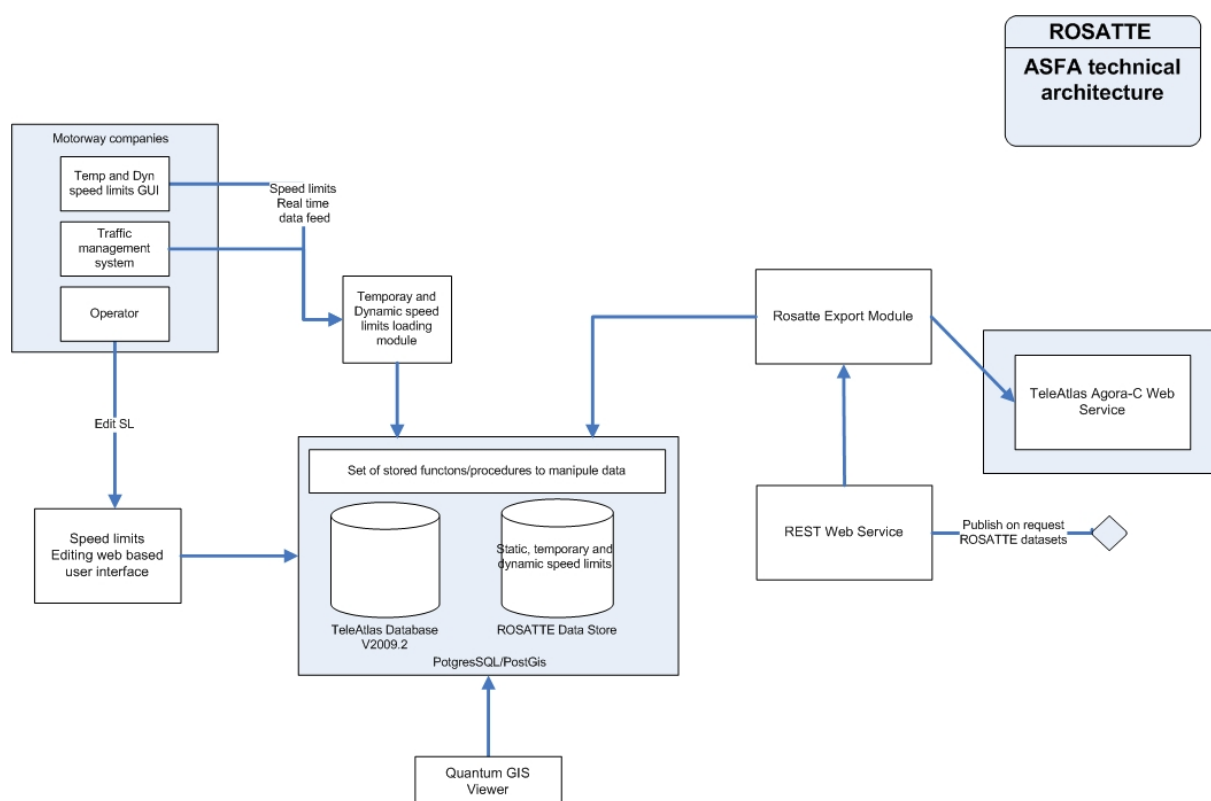 ROSATTE
ASFA technical
architecture
Motorway companies
Temp and Dyn
speed limits GUI
Speed limits
Real time
data feed
Traffic
management
system
Operator
Temporay and
Dynamic speed
limits loading
module
Rosatte Export Module
TeleAtlas Agora-C Web
Service
Edit SL
Set of stored functons/procedures to manipule data
Speed limits
Editing web based
user interface
Static, temporary and
dynamic speed limits
REST Web Service
Publish on request
ROSATTE datasets
TeleAtlas Database
V2009.2
ROSATTE Data Store
PotgresSQL/PostGis
Quantum GIS
Viewer